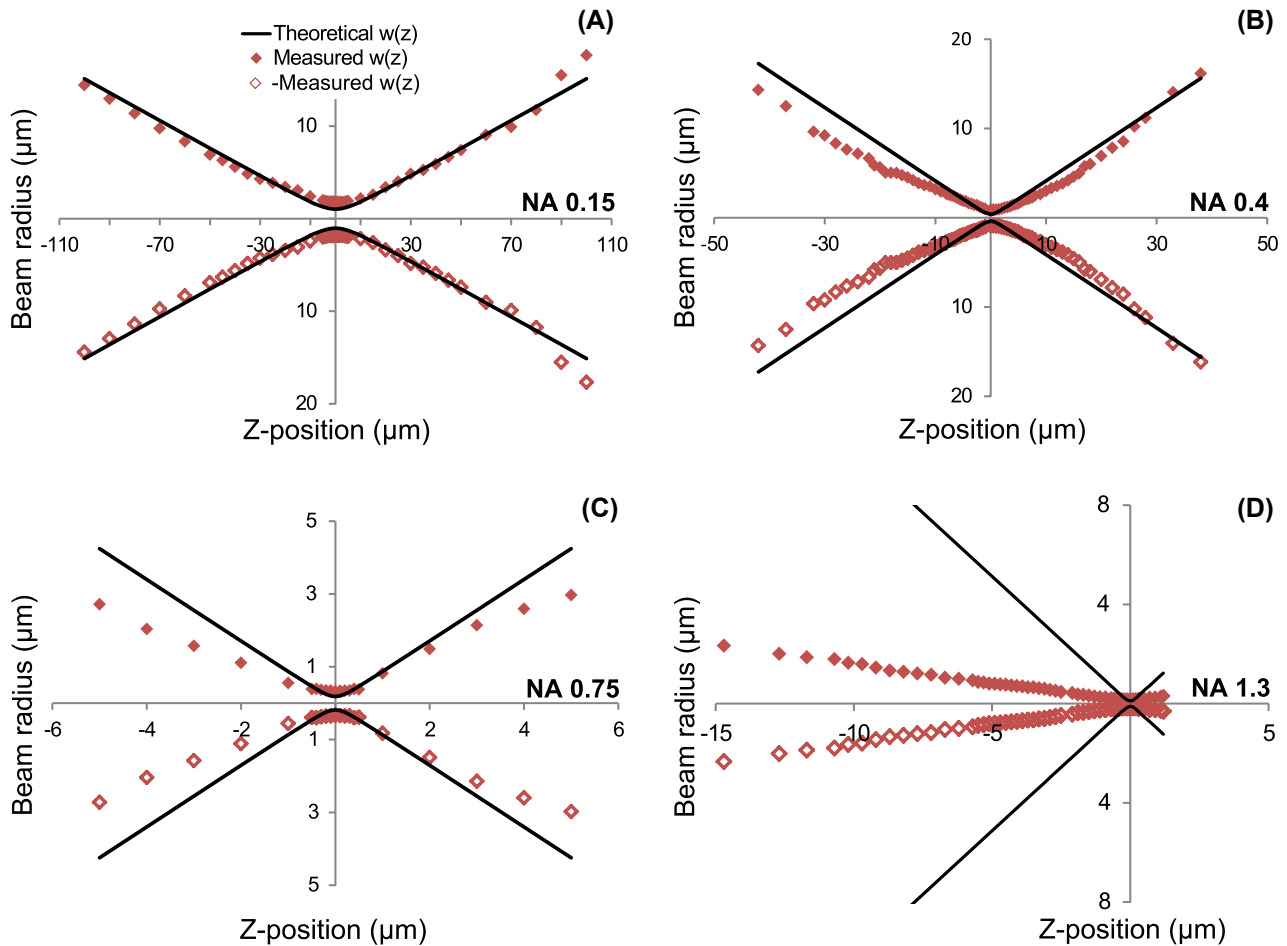 (A)
Theoretical w(z)
Measured w(z)
-Measured w(z)
10
NA 0.15
-110 -70 -30 30 70 110
10
20
Beam radius (µm)
Z-position (µm)
(B)
20
10
NA 0.4
-50 -30 -10 10 30 50
10
20
Beam radius (µm)
Z-position (µm)
(C)
5
3
1
NA 0.75
-6 -4 -2 2 4 6
1
3
5
Beam radius (µm)
Z-position (µm)
(D)
8
4
NA 1.3
-15 -10 -5 5
4
8
Beam radius (µm)
Z-position (µm)